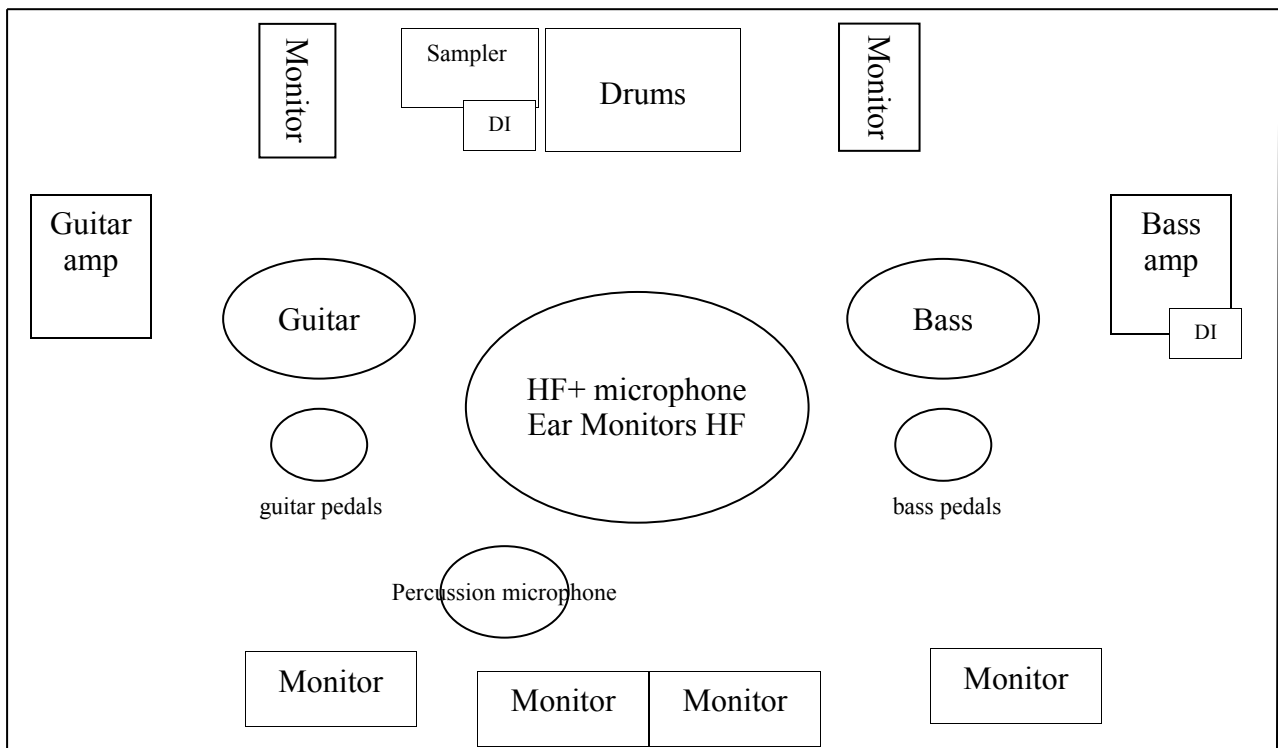 Monitor
Sampler
DI
Drums
Monitor
Guitar
amp
Bass
amp
DI
Guitar
Bass
HF+ microphone
Ear Monitors HF
guitar pedals
bass pedals
Percussion microphone
Monitor
Monitor
Monitor
Monitor